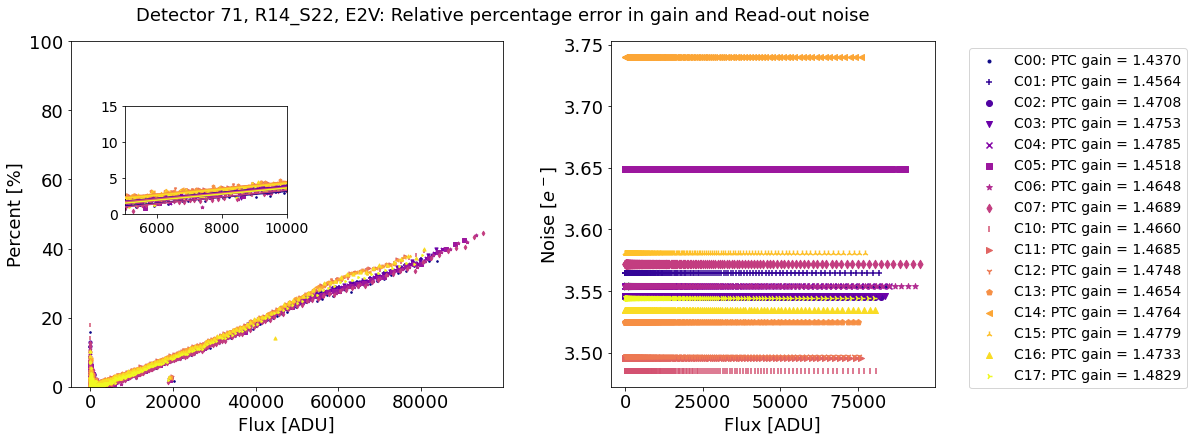 Detector 71, R14_S22, E2V: Relative percentage error in gain and Read-out noise
Percent [%]
100
80
60
40
20
0
15
10
5
0
6000 8000 10000
0 20000 40000 60000 80000
Flux [ADU]
Noise [e⁻]
3.75
3.70
3.65
3.60
3.55
3.50
0 25000 50000 75000
Flux [ADU]
C00: PTC gain = 1.4370
C01: PTC gain = 1.4564
C02: PTC gain = 1.4708
C03: PTC gain = 1.4753
C04: PTC gain = 1.4785
C05: PTC gain = 1.4518
C06: PTC gain = 1.4648
C07: PTC gain = 1.4689
C10: PTC gain = 1.4660
C11: PTC gain = 1.4685
C12: PTC gain = 1.4748
C13: PTC gain = 1.4654
C14: PTC gain = 1.4764
C15: PTC gain = 1.4779
C16: PTC gain = 1.4733
C17: PTC gain = 1.4829